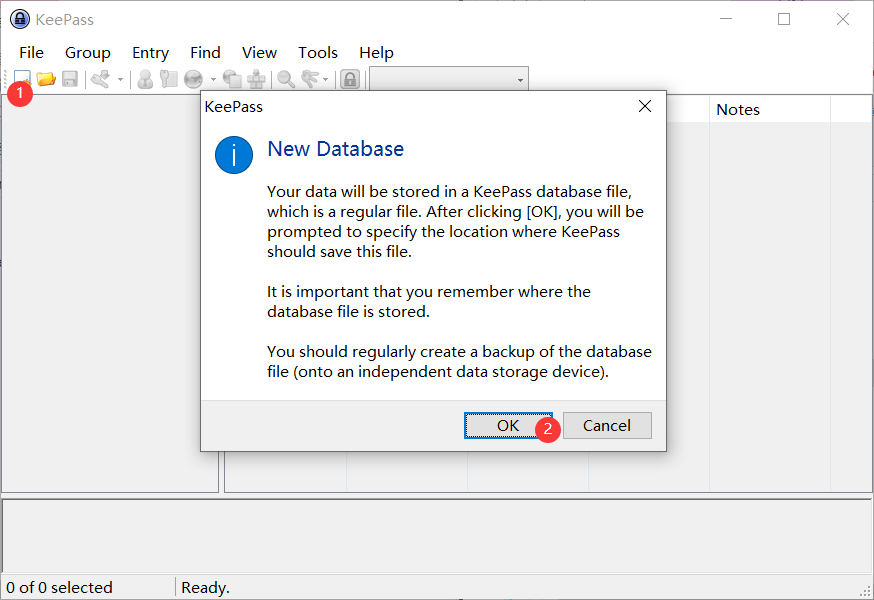 KeePass
File Group Entry Find View Tools Help
1
Notes
KeePass
New Database
Your data will be stored in a KeePass database file,
which is a regular file. After clicking [OK], you will be
prompted to specify the location where KeePass
should save this file.
It is important that you remember where the
database file is stored.
You should regularly create a backup of the database
file (onto an independent data storage device).
OK 2 Cancel
0 of 0 selected Ready.